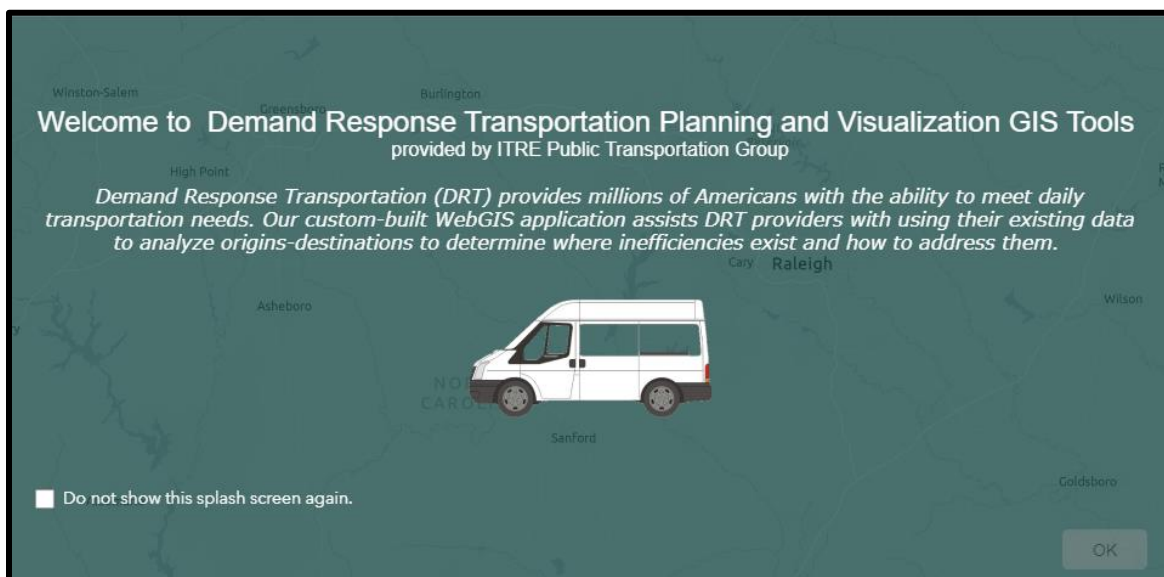 Winston-Salem
Greensboro
Burlington
Welcome to  Demand Response Transportation Planning and Visualization GIS Tools
provided by ITRE Public Transportation Group
High Point
Demand Response Transportation (DRT) provides millions of Americans with the ability to meet daily
transportation needs. Our custom-built WebGIS application assists DRT providers with using their existing data
to analyze origins-destinations to determine where inefficiencies exist and how to address them.
Cary Raleigh
Asheboro
Wilson
Sanford
Goldsboro
Do not show this splash screen again.
OK